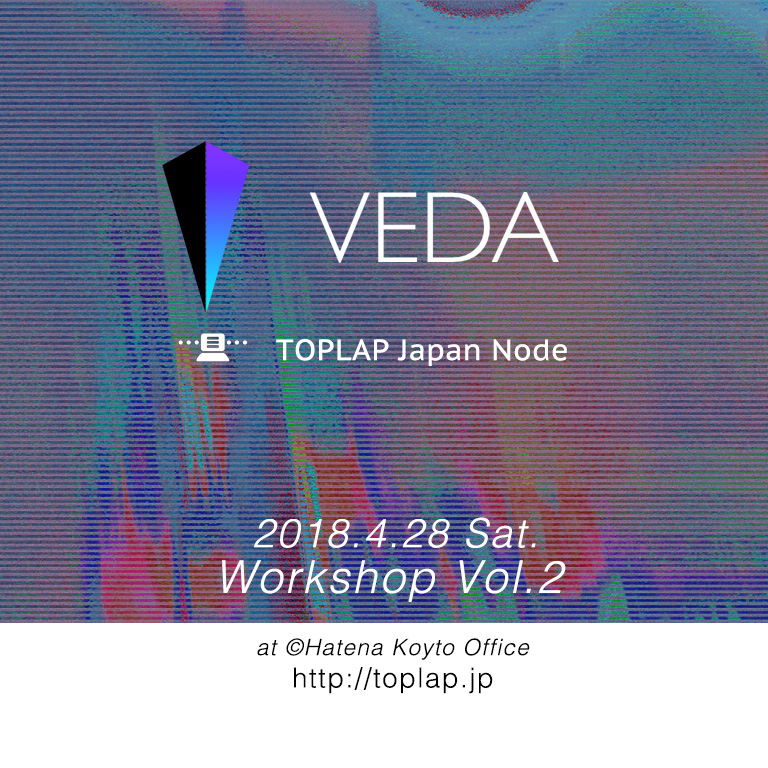 VEDA
TOPLAP Japan Node
2018.4.28 Sat.
Workshop Vol.2
at ©Hatena Koyto Office
http://toplap.jp